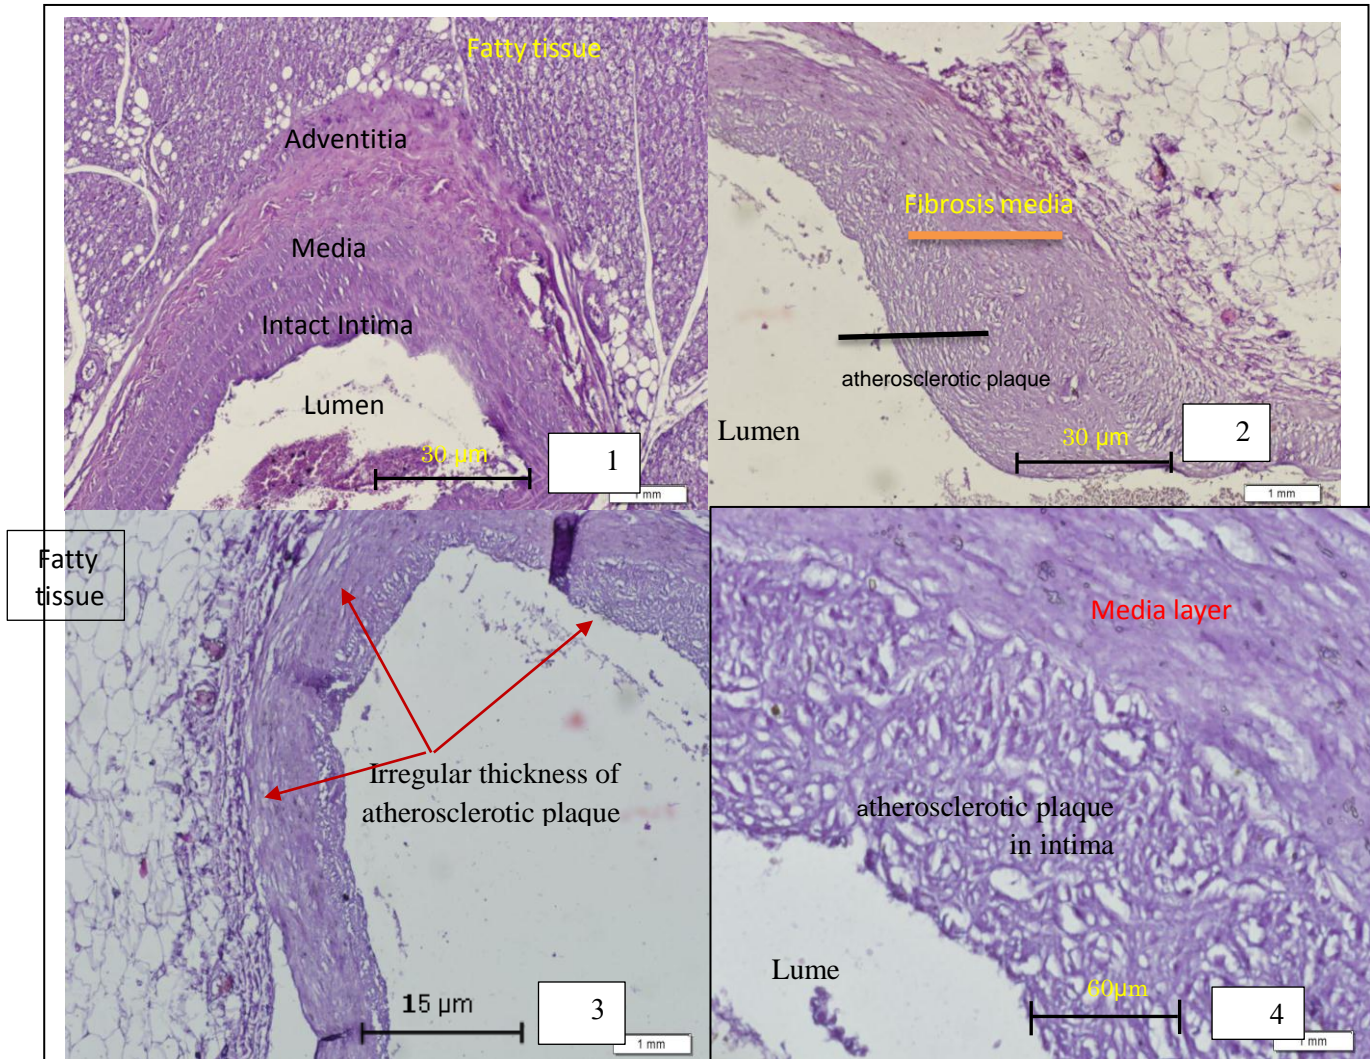 Fatty tissue
Adventitia
Media
Intact Intima
Lumen
30 µm
1
1 mm
Fibrosis media
atherosclerotic plaque
Lumen
30 µm
2
1 mm
Fatty
tissue
Irregular thickness of
atherosclerotic plaque
15 µm
3
1 mm
Media layer
atherosclerotic plaque
in intima
Lume
60µm
4
1 mm